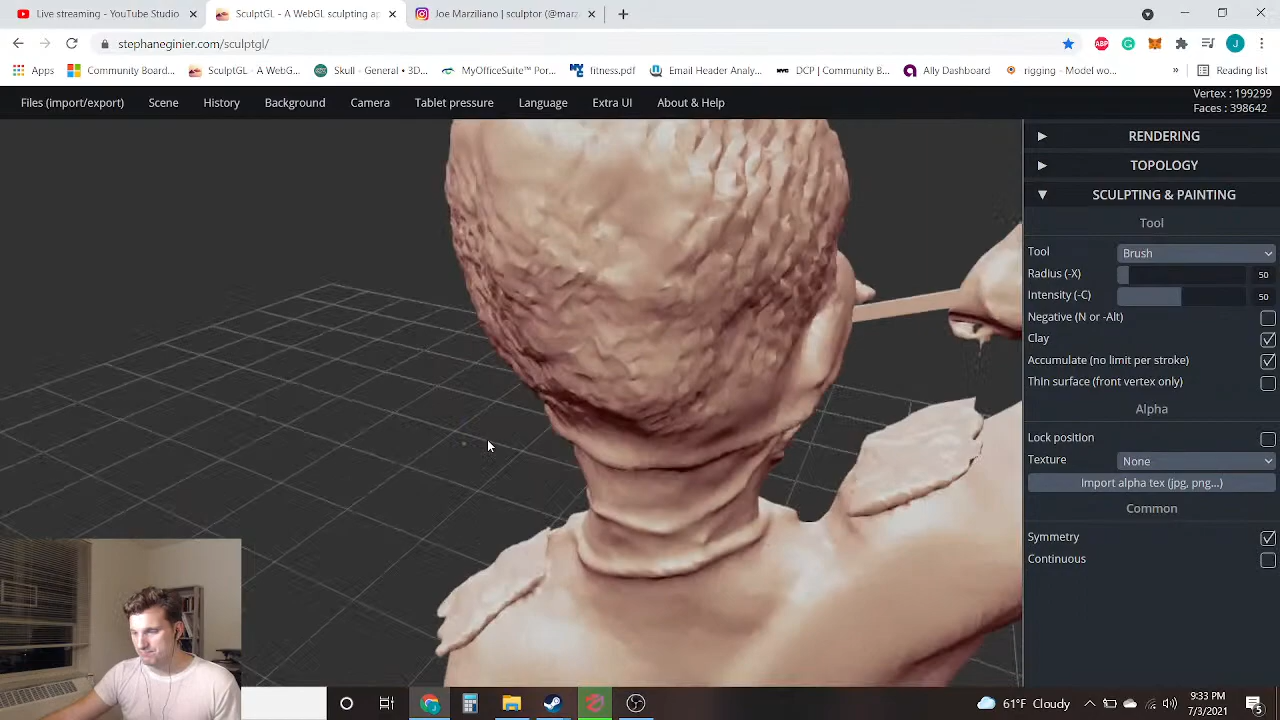 Live streaming - YouTube Studio
SculptGL - A WebGL sculpting ap
Joe Marziliano | sculptor (@marz
stephaneginier.com/sculptgl/
Apps
Community Board...
SculptGL - A WebG...
Skull - General • 3D...
MyOfficeSuite™ Por...
fitness.pdf
Email Header Analy...
DCP | Community B...
Ally Dashboard
rigging - Model wo...
»
Reading list
Files (import/export)
Scene
History
Background
Camera
Tablet pressure
Language
Extra UI
About & Help
Vertex : 199299
Faces : 398642
RENDERING
TOPOLOGY
SCULPTING & PAINTING
Tool
Tool Brush
Radius (-X) 50
Intensity (-C) 50
Negative (N or -Alt)
Clay
Accumulate (no limit per stroke)
Thin surface (front vertex only)
Alpha
Lock position
Texture None
Import alpha tex (jpg, png...)
Common
Symmetry
Continuous
61°F Cloudy
9:33 PM
7/3/2021